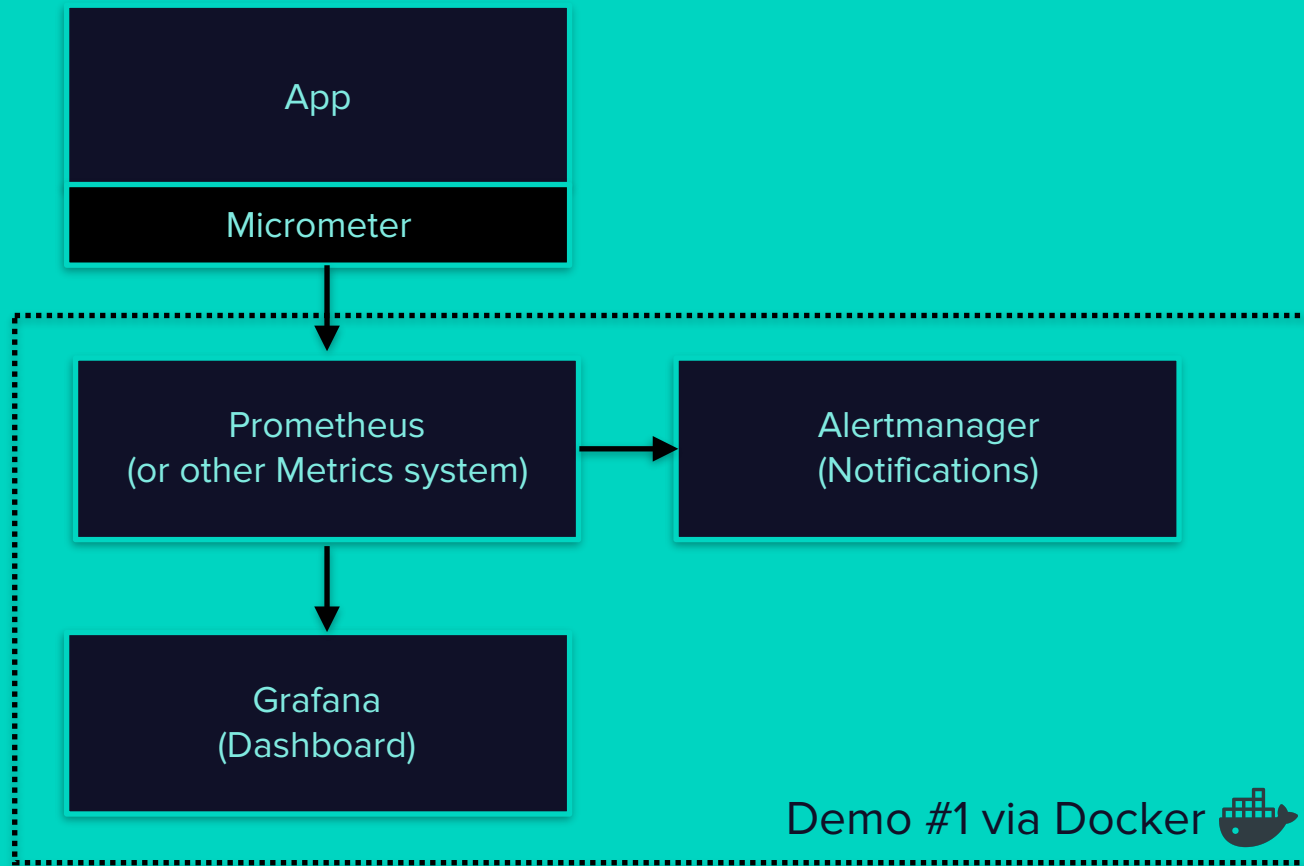 App
Micrometer
Prometheus
(or other Metrics system)
Alertmanager
(Notifications)
Grafana
(Dashboard)
Demo #1 via Docker